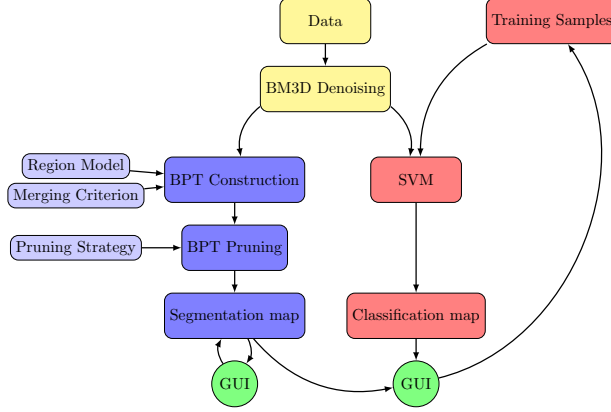 Data
Training Samples
BM3D Denoising
Region Model
Merging Criterion
BPT Construction
SVM
Pruning Strategy
BPT Pruning
Segmentation map
Classification map
GUI
GUI